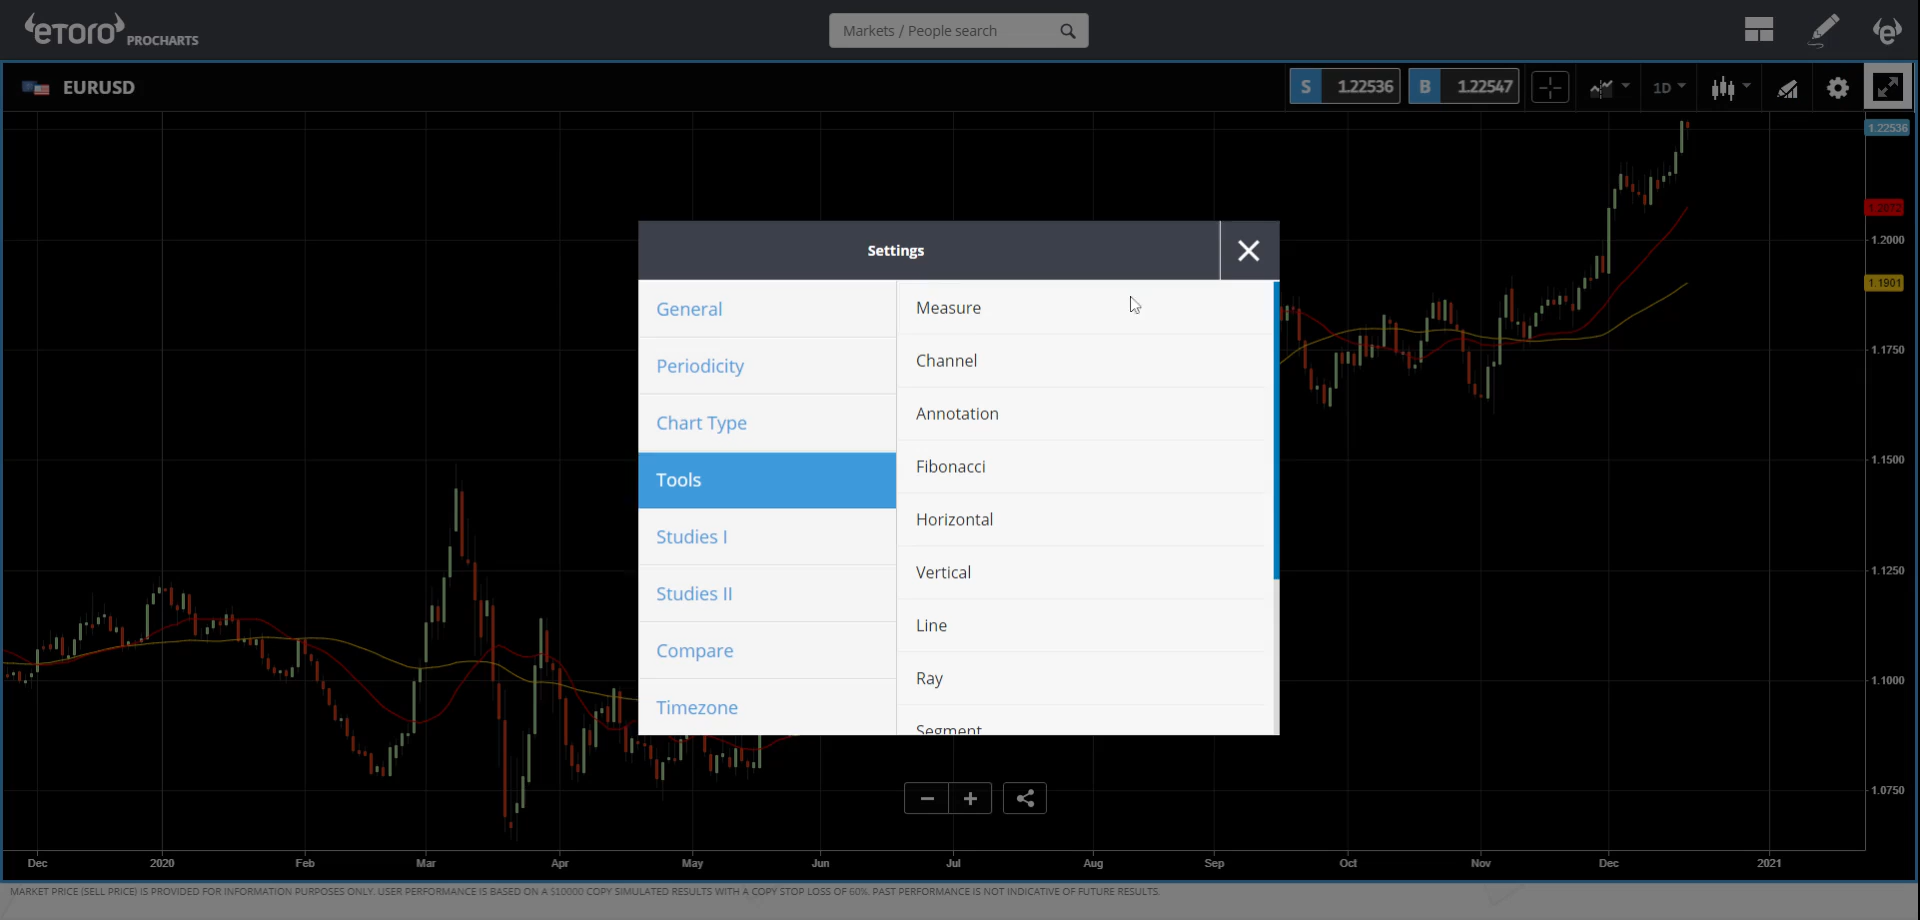 eToro PROCHARTS
Markets / People search
EURUSD
S 1.22536 B 1.22547 1D
1.22536
1.2072
1.2000
1.1901
1.1750
1.1500
1.1250
1.1000
1.0750
Settings
General
Periodicity
Chart Type
Tools
Studies I
Studies II
Compare
Timezone
Measure
Channel
Annotation
Fibonacci
Horizontal
Vertical
Line
Ray
Segment
Dec 2020 Feb Mar Apr May Jun Jul Aug Sep Oct Nov Dec 2021
MARKET PRICE (SELL PRICE) IS PROVIDED FOR INFORMATION PURPOSES ONLY. USER PERFORMANCE IS BASED ON A $10000 COPY SIMULATED RESULTS WITH A COPY STOP LOSS OF 60%. PAST PERFORMANCE IS NOT INDICATIVE OF FUTURE RESULTS.